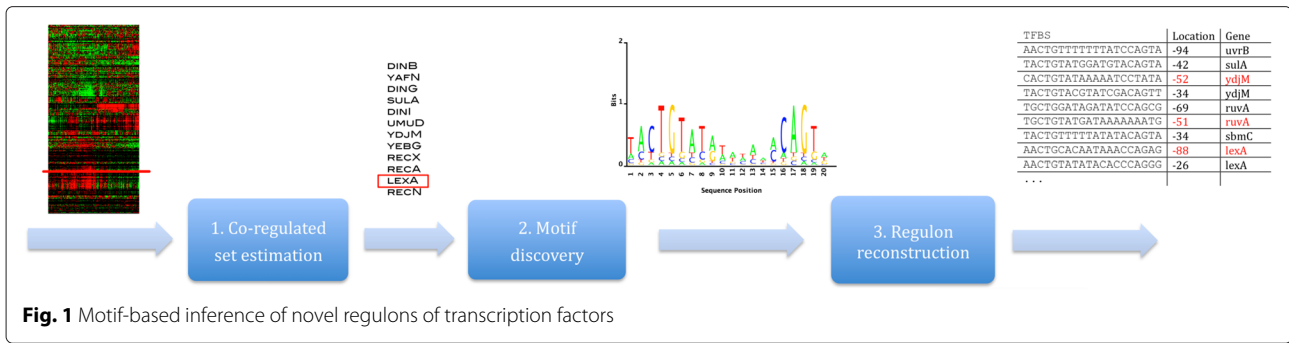 DINB
YAFN
DING
SULA
DINI
UMUD
YDJM
YEBG
RECX
RECA
LEXA
RECN
2
1
0
Bits
1 2 3 4 5 6 7 8 9 10 11 12 13 14 15 16 17 18 19 20
Sequence Position
TFBS Location Gene
AACTGTTTTTTTATCCAGTA -94 uvrB
TACTGTATGGATGTACAGTA -42 sulA
CACTGTATAAAAATCCTATA -52 ydjM
TACTGTACGTATCGACAGTT -34 ydjM
TGCTGGATAGATATCCAGCG -69 ruvA
TGCTGTATGATAAAAAAATG -51 ruvA
TACTGTTTTTATATACAGTA -34 sbmC
AACTGCACAATAAACCAGAG -88 lexA
AACTGTATATACACCCAGGG -26 lexA
...
1. Co-regulated
set estimation
2. Motif
discovery
3. Regulon
reconstruction
Fig. 1 Motif-based inference of novel regulons of transcription factors